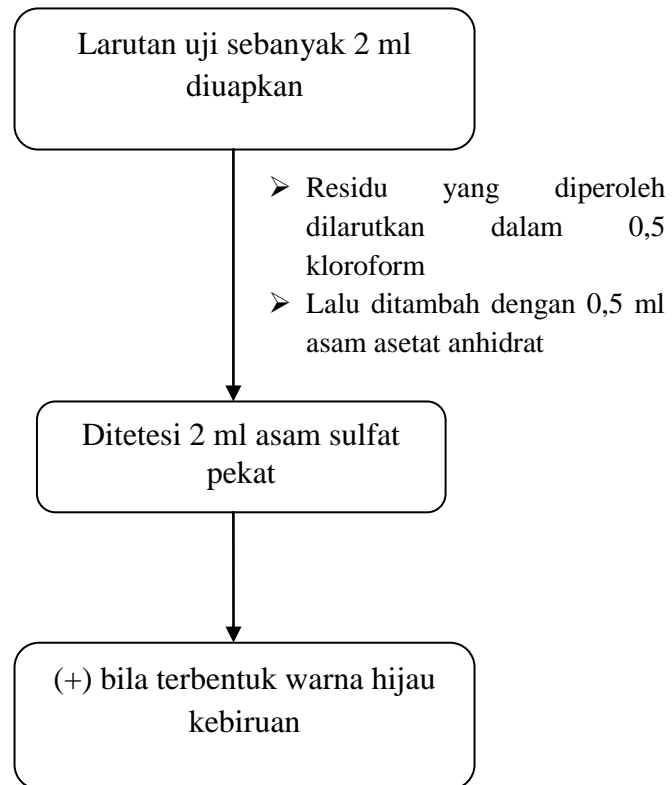 Larutan uji sebanyak 2 ml
diuapkan
➢ Residu yang diperoleh
dilarutkan dalam 0,5
kloroform
➢ Lalu ditambah dengan 0,5 ml
asam asetat anhidrat
Ditetesi 2 ml asam sulfat
pekat
(+) bila terbentuk warna hijau
kebiruan